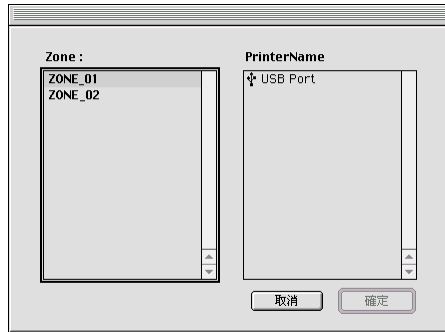 Zone :
ZONE_01
ZONE_02
PrinterName
USB Port
取消
確定